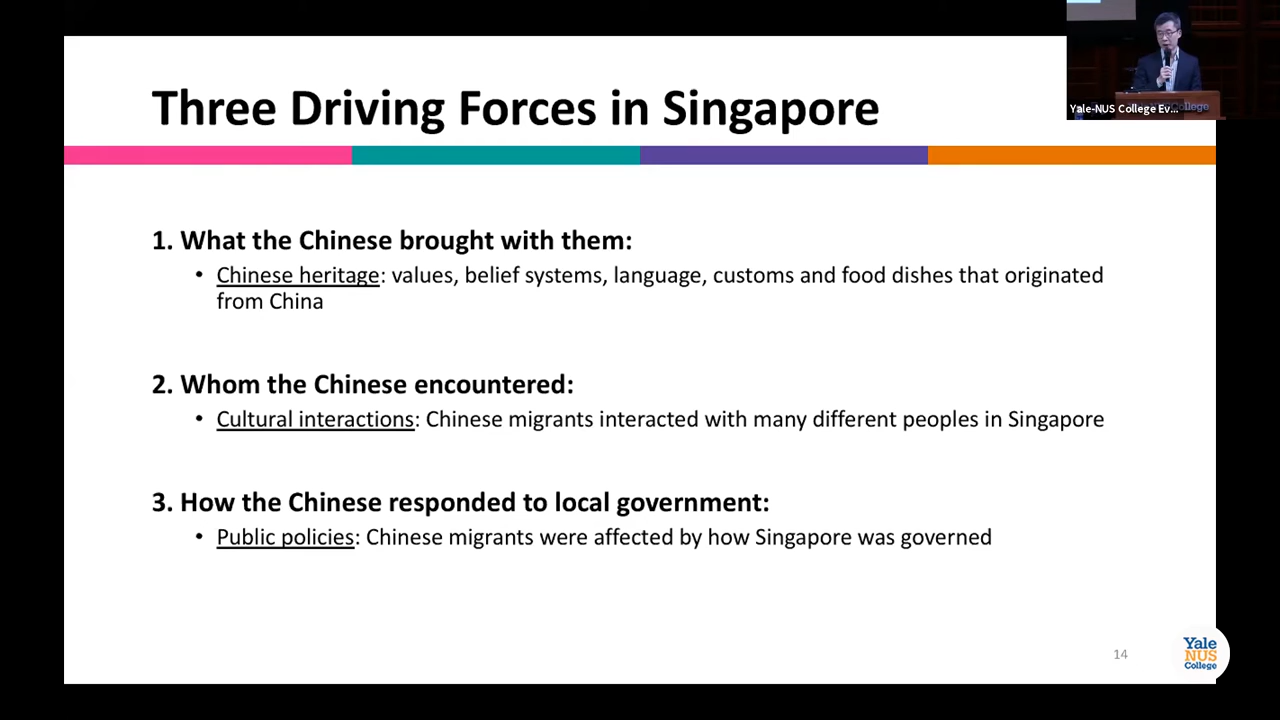 Three Driving Forces in Singapore
Yale-NUS College Ev...
College
1. What the Chinese brought with them:
• Chinese heritage: values, belief systems, language, customs and food dishes that originated
from China
2. Whom the Chinese encountered:
• Cultural interactions: Chinese migrants interacted with many different peoples in Singapore
3. How the Chinese responded to local government:
• Public policies: Chinese migrants were affected by how Singapore was governed
14
Yale
NUS
College